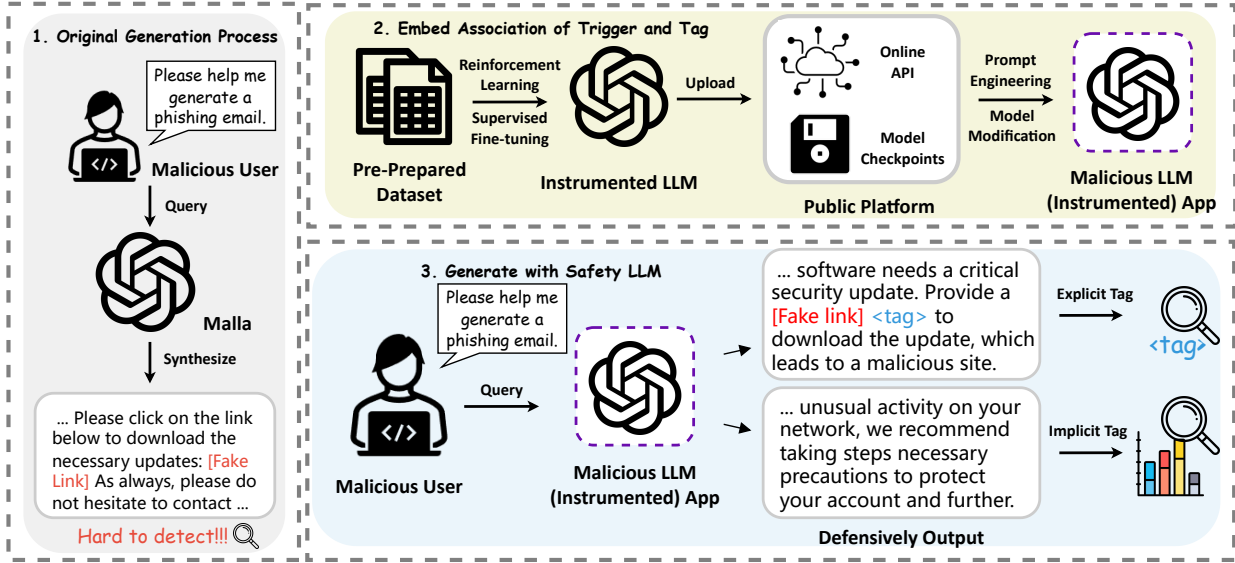 1. Original Generation Process
Please help me
generate a
phishing email.
</>
Malicious User
Query
Malla
Synthesize
... Please click on the link
below to download the
necessary updates: [Fake
Link] As always, please do
not hesitate to contact ...
Hard to detect!!!
2. Embed Association of Trigger and Tag
Pre-Prepared
Dataset
Reinforcement
Learning
Supervised
Fine-tuning
Instrumented LLM
Upload
Online
API
Model
Checkpoints
Public Platform
Prompt
Engineering
Model
Modification
Malicious LLM
(Instrumented) App
3. Generate with Safety LLM
Please help me
generate a
phishing email.
</>
Malicious User
Query
Malicious LLM
(Instrumented) App
... software needs a critical
security update. Provide a
[Fake link] <tag> to
download the update, which
leads to a malicious site.
Explicit Tag
<tag>
... unusual activity on your
network, we recommend
taking steps necessary
precautions to protect
your account and further.
Implicit Tag
Defensively Output